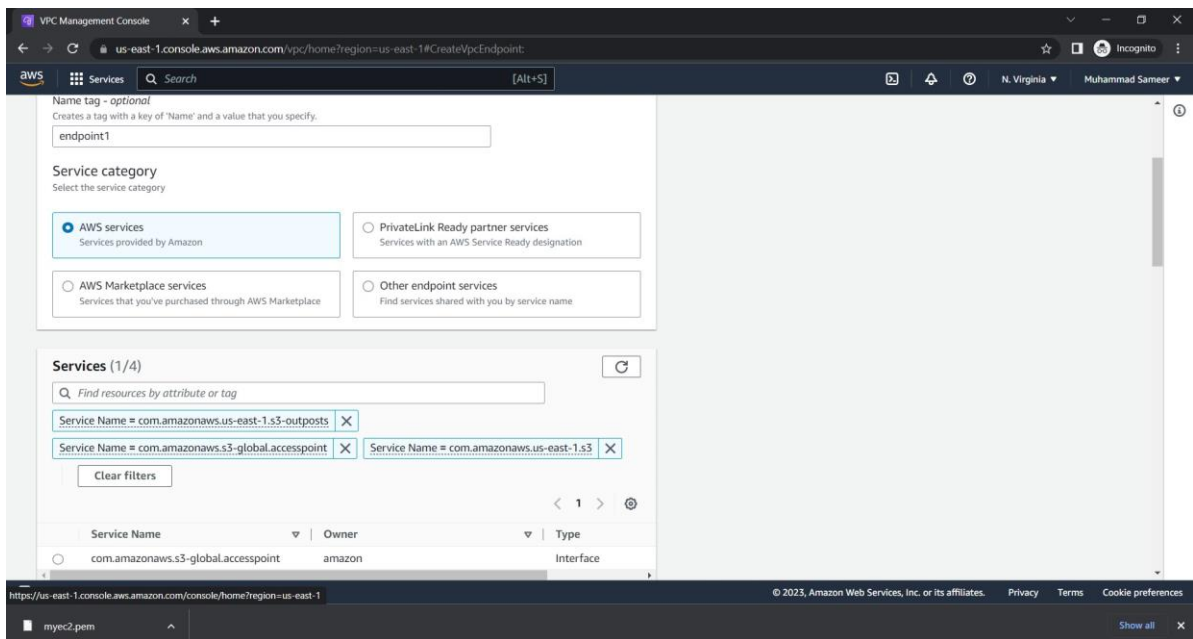 VPC Management Console
us-east-1.console.aws.amazon.com/vpc/home?region=us-east-1#CreateVpcEndpoint:
Incognito
aws
Services
Search
[Alt+S]
N. Virginia
Muhammad Sameer
Name tag - optional
Creates a tag with a key of 'Name' and a value that you specify.
endpoint1
Service category
Select the service category
AWS services
Services provided by Amazon
PrivateLink Ready partner services
Services with an AWS Service Ready designation
AWS Marketplace services
Services that you've purchased through AWS Marketplace
Other endpoint services
Find services shared with you by service name
Services (1/4)
Find resources by attribute or tag
Service Name = com.amazonaws.us-east-1.s3-outposts
Service Name = com.amazonaws.s3-global.accesspoint
Service Name = com.amazonaws.us-east-1.s3
Clear filters
1
Service Name
Owner
Type
com.amazonaws.s3-global.accesspoint
amazon
Interface
https://us-east-1.console.aws.amazon.com/console/home?region=us-east-1
© 2023, Amazon Web Services, Inc. or its affiliates.
Privacy
Terms
Cookie preferences
myec2.pem
Show all